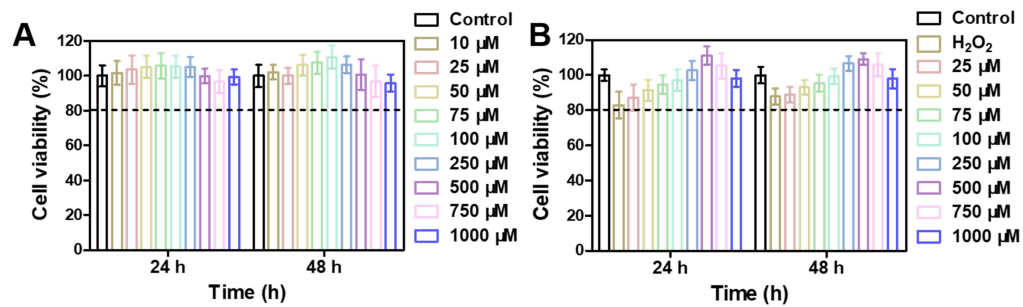 A
Cell viability (%)
120
100
80
60
40
20
0
24 h
48 h
Time (h)
Control
10 µM
25 µM
50 µM
75 µM
100 µM
250 µM
500 µM
750 µM
1000 µM
B
Cell viability (%)
120
100
80
60
40
20
0
24 h
48 h
Time (h)
Control
H₂O₂
25 µM
50 µM
75 µM
100 µM
250 µM
500 µM
750 µM
1000 µM